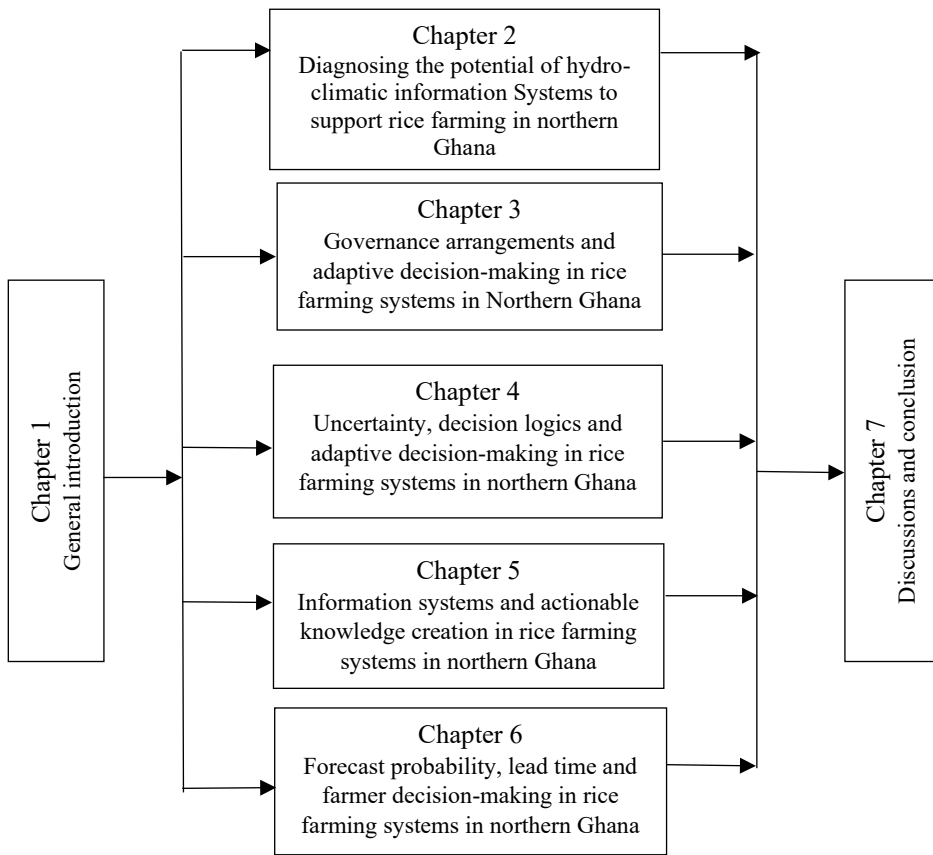 Chapter 1
General introduction
Chapter 2
Diagnosing the potential of hydro-
climatic information Systems to
support rice farming in northern
Ghana
Chapter 3
Governance arrangements and
adaptive decision-making in rice
farming systems in Northern Ghana
Chapter 4
Uncertainty, decision logics and
adaptive decision-making in rice
farming systems in northern Ghana
Chapter 5
Information systems and actionable
knowledge creation in rice farming
systems in northern Ghana
Chapter 6
Forecast probability, lead time and
farmer decision-making in rice
farming systems in northern Ghana
Chapter 7
Discussions and conclusion